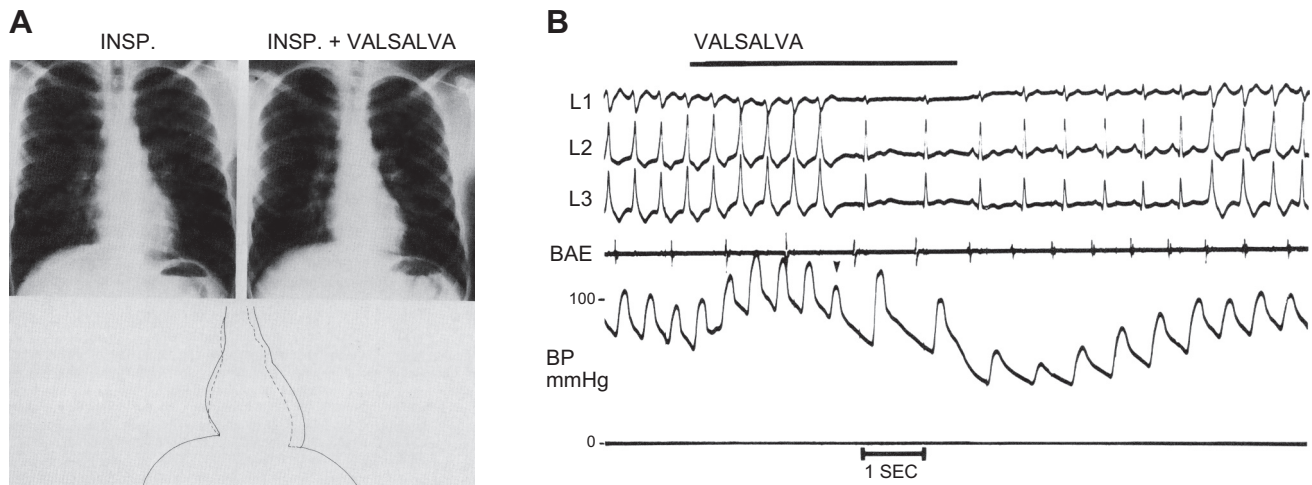 A
INSP.
INSP. + VALSALVA
B
VALSALVA
L1
L2
L3
BAE
100
BP
mmHg
0
1 SEC